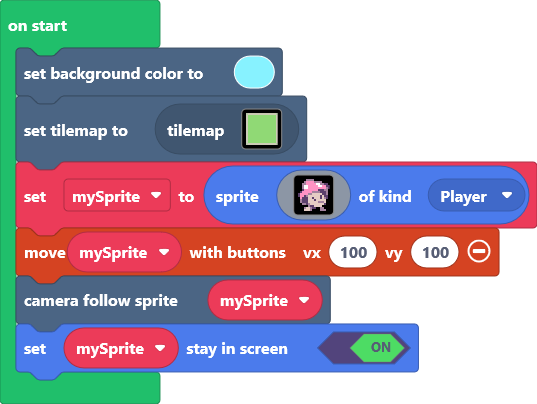 on start
set background color to
set tilemap to tilemap
set mySprite to sprite of kind Player
move mySprite with buttons vx 100 vy 100
camera follow sprite mySprite
set mySprite stay in screen ON